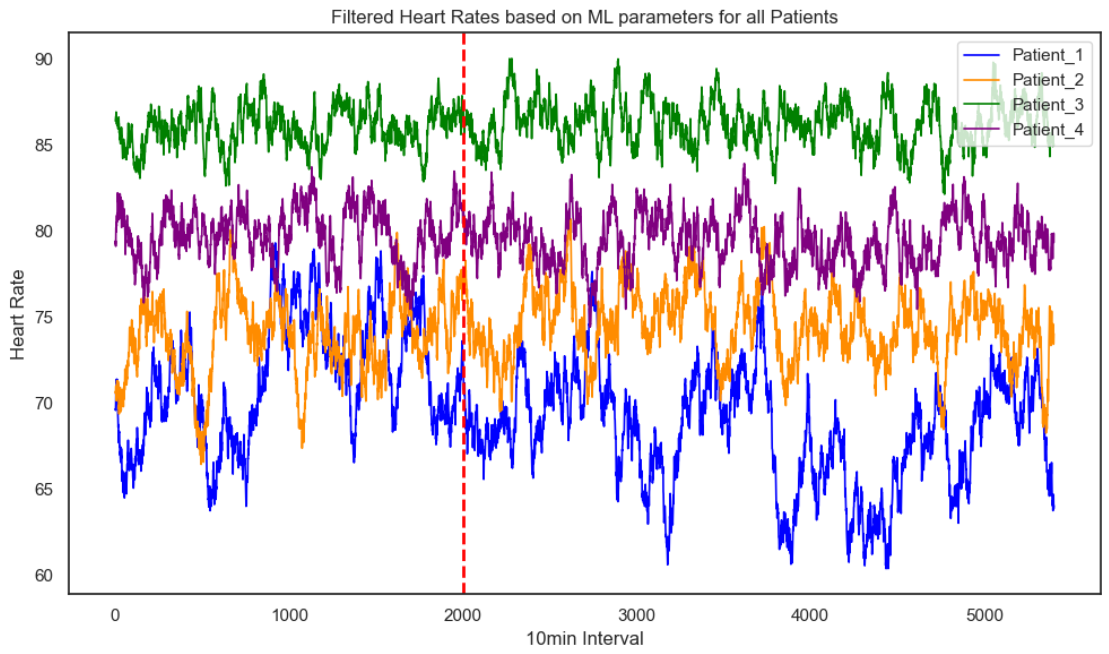 Filtered Heart Rates based on ML parameters for all Patients
Heart Rate
90
85
80
75
70
65
60
Patient_1
Patient_2
Patient_3
Patient_4
0 1000 2000 3000 4000 5000
10min Interval